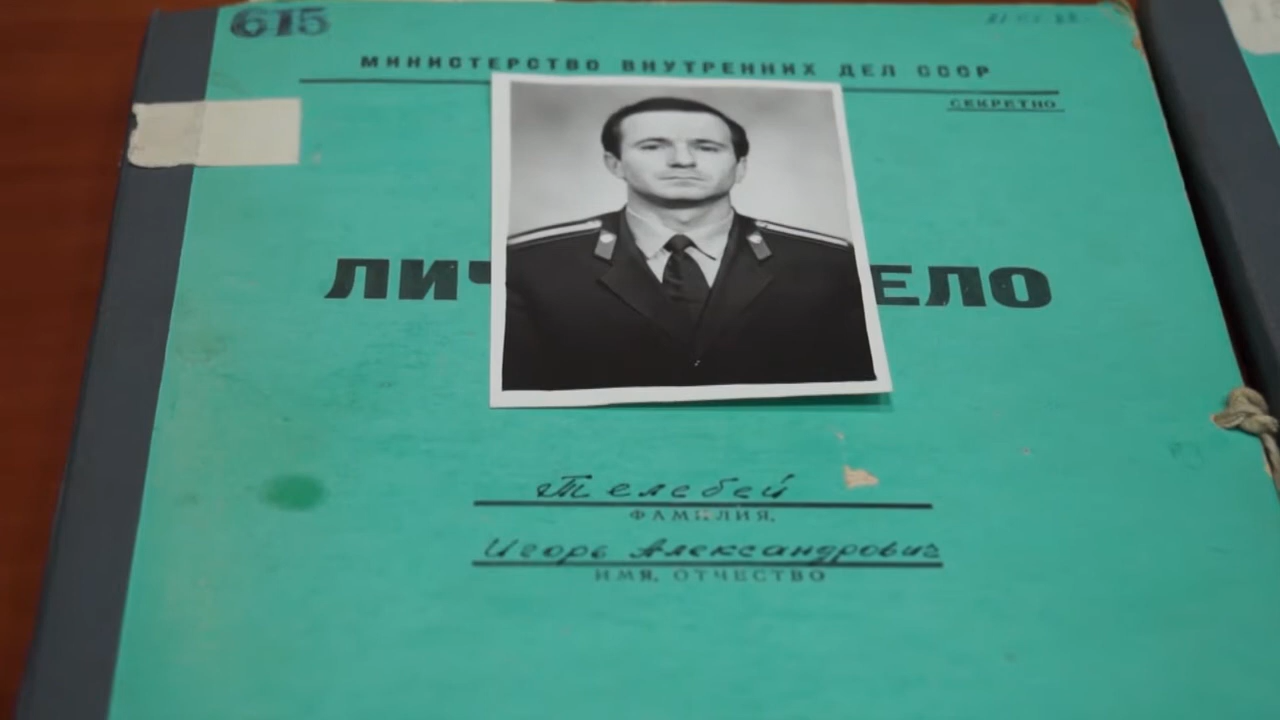 615
МИНИСТЕРСТВО ВНУТРЕННИХ ДЕЛ СССР
СЕКРЕТНО
ЛИЧ ЕЛО
Телебей
ФАМИЛИЯ,
Игорь Александрович
ИМЯ, ОТЧЕСТВО